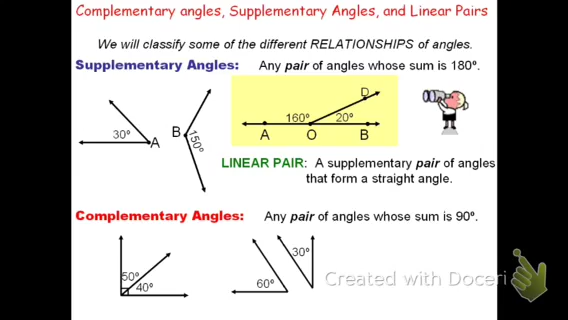 Complementary angles, Supplementary Angles, and Linear Pairs
We will classify some of the different RELATIONSHIPS of angles.
Supplementary Angles: Any pair of angles whose sum is 180º.
30º
A
B
150º
D
160º
20º
A
O
B
LINEAR PAIR: A supplementary pair of angles
that form a straight angle.
Complementary Angles: Any pair of angles whose sum is 90º.
50º
40º
60º
30º
Created with Doceri